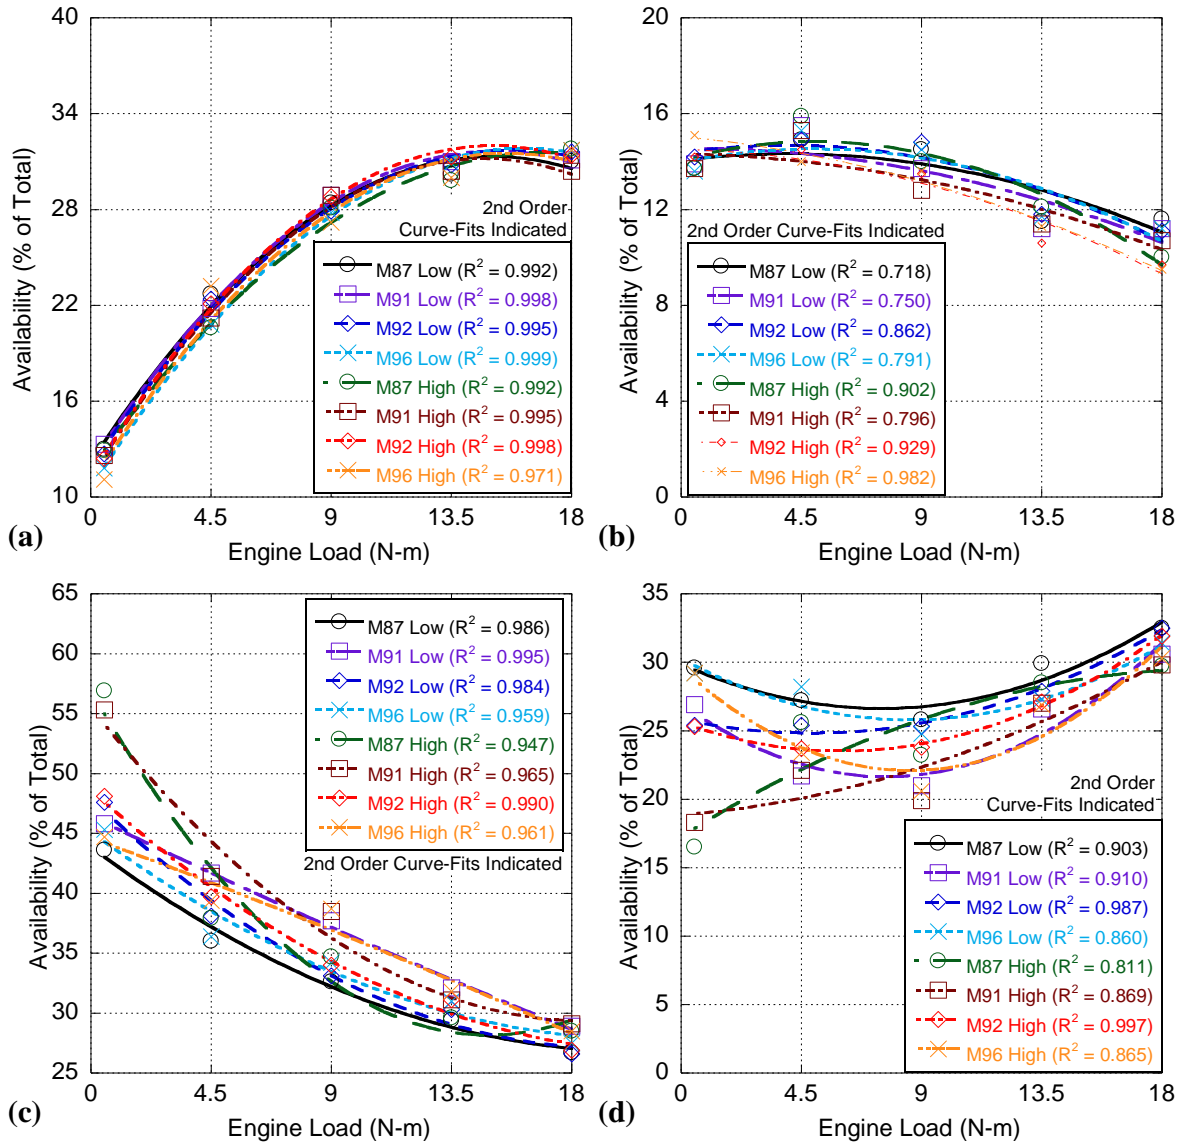 40
34
28
22
16
10
Availability (% of Total)
2nd Order
Curve-Fits Indicated
M87 Low (R² = 0.992)
M91 Low (R² = 0.998)
M92 Low (R² = 0.995)
M96 Low (R² = 0.999)
M87 High (R² = 0.992)
M91 High (R² = 0.995)
M92 High (R² = 0.998)
M96 High (R² = 0.971)
0 4.5 9 13.5 18
(a)
Engine Load (N-m)
20
16
12
8
4
0
Availability (% of Total)
2nd Order Curve-Fits Indicated
M87 Low (R² = 0.718)
M91 Low (R² = 0.750)
M92 Low (R² = 0.862)
M96 Low (R² = 0.791)
M87 High (R² = 0.902)
M91 High (R² = 0.796)
M92 High (R² = 0.929)
M96 High (R² = 0.982)
0 4.5 9 13.5 18
(b)
Engine Load (N-m)
65
60
55
50
45
40
35
30
25
Availability (% of Total)
M87 Low (R² = 0.986)
M91 Low (R² = 0.995)
M92 Low (R² = 0.984)
M96 Low (R² = 0.959)
M87 High (R² = 0.947)
M91 High (R² = 0.965)
M92 High (R² = 0.990)
M96 High (R² = 0.961)
2nd Order Curve-Fits Indicated
0 4.5 9 13.5 18
(c)
Engine Load (N-m)
35
30
25
20
15
10
5
0
Availability (% of Total)
2nd Order
Curve-Fits Indicated
M87 Low (R² = 0.903)
M91 Low (R² = 0.910)
M92 Low (R² = 0.987)
M96 Low (R² = 0.860)
M87 High (R² = 0.811)
M91 High (R² = 0.869)
M92 High (R² = 0.997)
M96 High (R² = 0.865)
0 4.5 9 13.5 18
(d)
Engine Load (N-m)